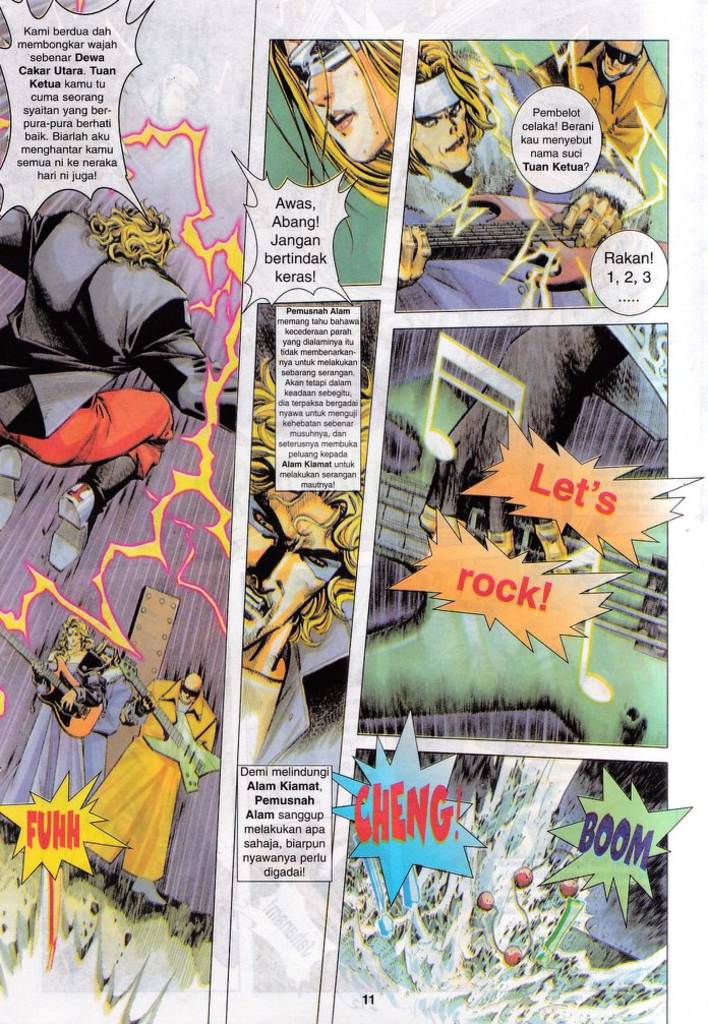 Kami berdua dah
membongkar wajah
sebenar Dewa
Cakar Utara. Tuan
Ketua kamu tu
cuma seorang
syaitan yang ber-
pura-pura berhati
baik. Biarlah aku
menghantar kamu
semua ni ke neraka
hari ni juga!
Awas,
Abang!
Jangan
bertindak
keras!
Pembelot
celaka! Berani
kau menyebut
nama suci
Tuan Ketua?
Rakan!
1, 2, 3
.....
Pemusnah Alam
memang tahu bahawa
kecederaan parah
yang dialaminya itu
tidak membenarkan-
nya untuk melakukan
sebarang serangan.
Akan tetapi dalam
keadaan sebegitu,
dia terpaksa bergadai
nyawa untuk menguji
kehebatan sebenar
musuhnya, dan
seterusnya membuka
peluang kepada
Alam Kiamat untuk
melakukan serangan
mautnya!
Let's
rock!
FUHH
Demi melindungi
Alam Kiamat,
Pemusnah
Alam sanggup
melakukan apa
sahaja, biarpun
nyawanya perlu
digadai!
CHENG!
BOOM
11